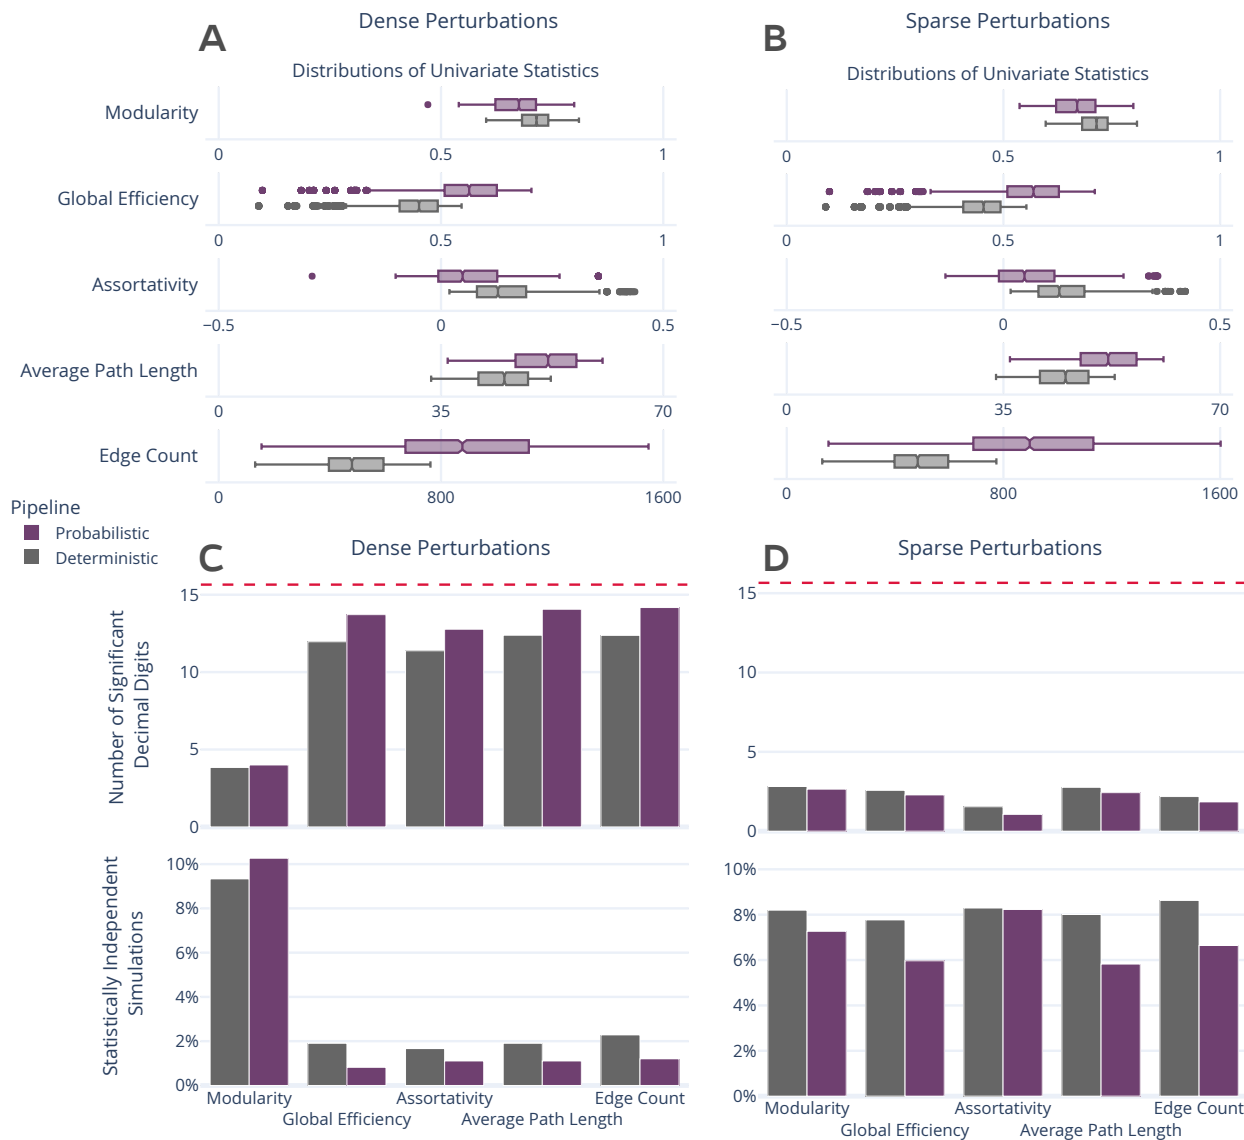 A
Dense Perturbations
Distributions of Univariate Statistics
Modularity
0 0.5 1
Global Efficiency
0 0.5 1
Assortativity
−0.5 0 0.5
Average Path Length
0 35 70
Edge Count
0 800 1600
B
Sparse Perturbations
Distributions of Univariate Statistics
0 0.5 1
0 0.5 1
−0.5 0 0.5
0 35 70
0 800 1600
Pipeline
Probabilistic
Deterministic
C
Dense Perturbations
Number of Significant
Decimal Digits
15
10
5
0
Statistically Independent
Simulations
10%
8%
6%
4%
2%
0%
Modularity
Global Efficiency
Assortativity
Average Path Length
Edge Count
D
Sparse Perturbations
15
10
5
0
10%
8%
6%
4%
2%
0%
Modularity
Global Efficiency
Assortativity
Average Path Length
Edge Count